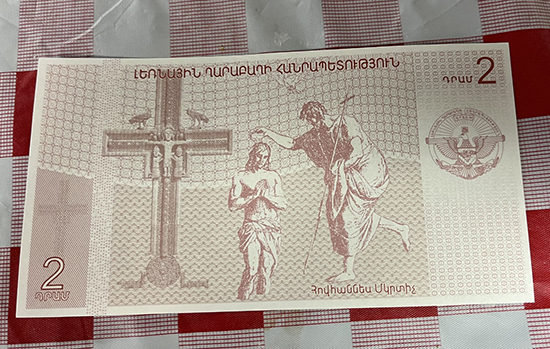 ԼԵՌՆԱՅԻՆ ՂԱՐԱԲԱՂԻ ՀԱՆՐԱՊԵՏՈՒԹՅՈՒՆ
ԴՐԱՄ 2
2
ԴՐԱՄ
Հովհաննես Մկրտիչ